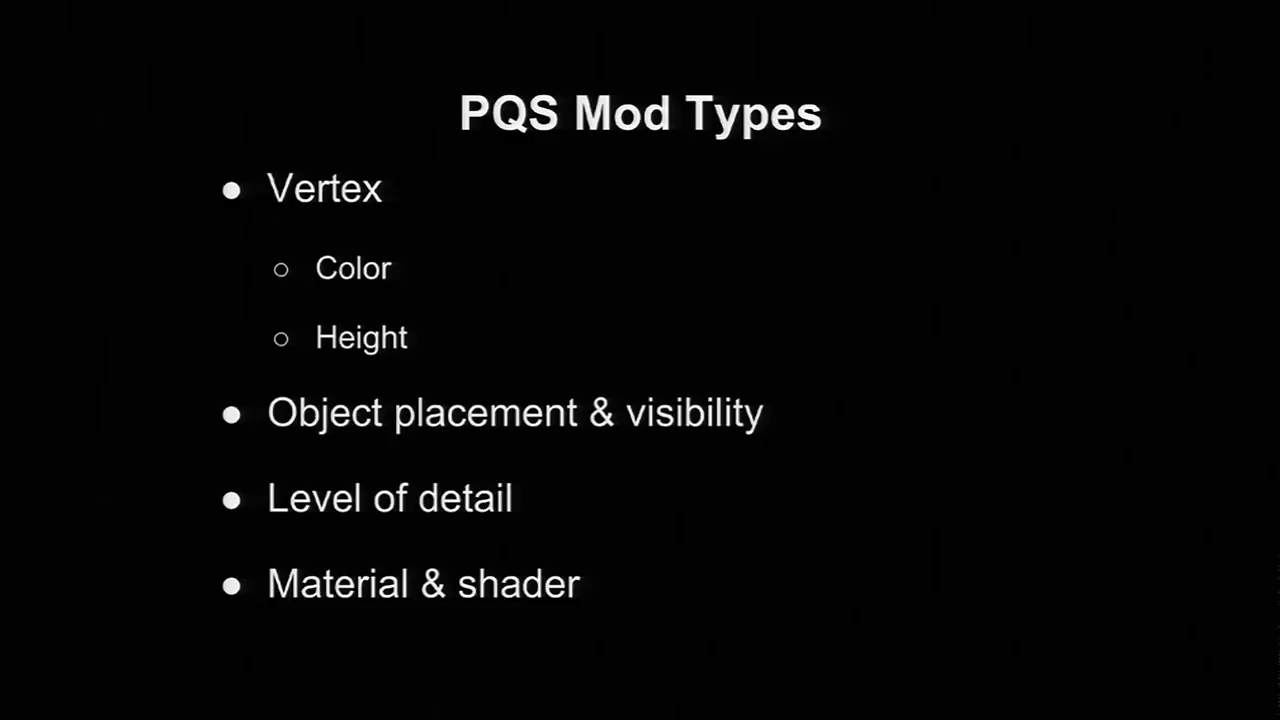 PQS Mod Types
● Vertex
○ Color
○ Height
● Object placement & visibility
● Level of detail
● Material & shader